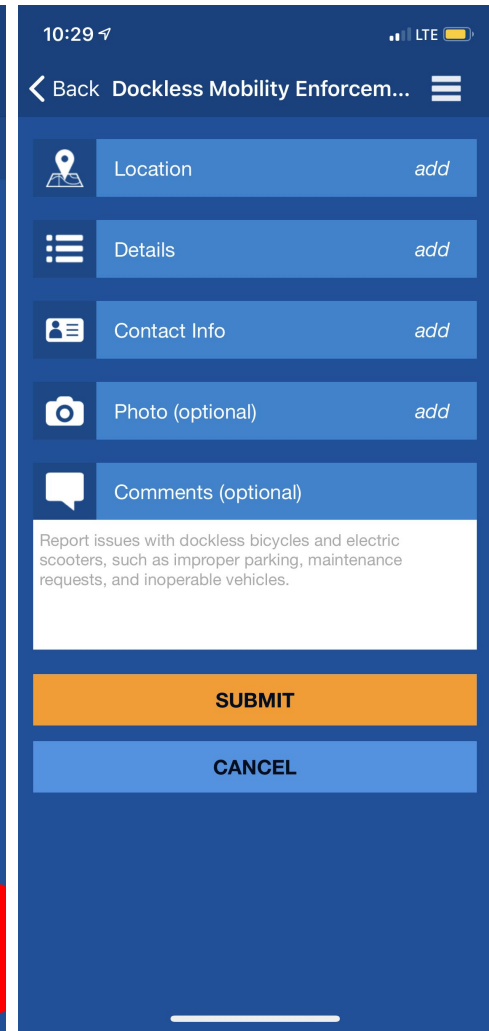 10:29 LTE
Back Dockless Mobility Enforcem...
Location add
Details add
Contact Info add
Photo (optional) add
Comments (optional)
Report issues with dockless bicycles and electric
scooters, such as improper parking, maintenance
requests, and inoperable vehicles.
SUBMIT
CANCEL